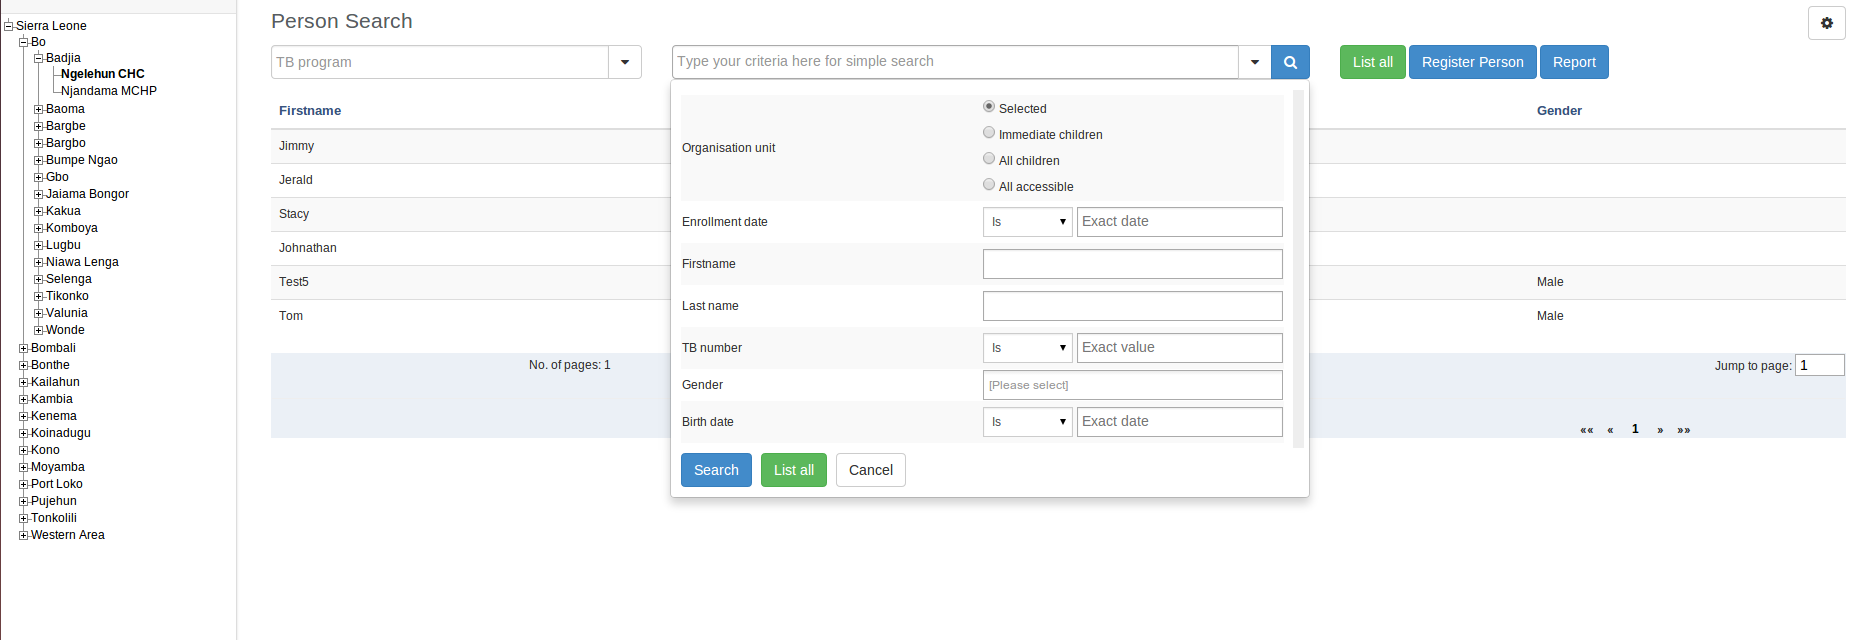 Sierra Leone
Bo
Badjia
Ngelehun CHC
Njandama MCHP
Baoma
Bargbe
Bargbo
Bumpe Ngao
Gbo
Jaiama Bongor
Kakua
Komboya
Lugbu
Niawa Lenga
Selenga
Tikonko
Valunia
Wonde
Bombali
Bonthe
Kailahun
Kambia
Kenema
Koinadugu
Kono
Moyamba
Port Loko
Pujehun
Tonkolili
Western Area
Person Search
TB program
Type your criteria here for simple search
List all
Register Person
Report
Firstname
Gender
Jimmy
Jerald
Stacy
Johnathan
Test5
Male
Tom
Male
Organisation unit
Selected
Immediate children
All children
All accessible
Enrollment date
Is
Exact date
Firstname
Last name
TB number
Is
Exact value
Gender
[Please select]
Birth date
Is
Exact date
Search
List all
Cancel
No. of pages: 1
Jump to page: 1
«« « 1 » »»